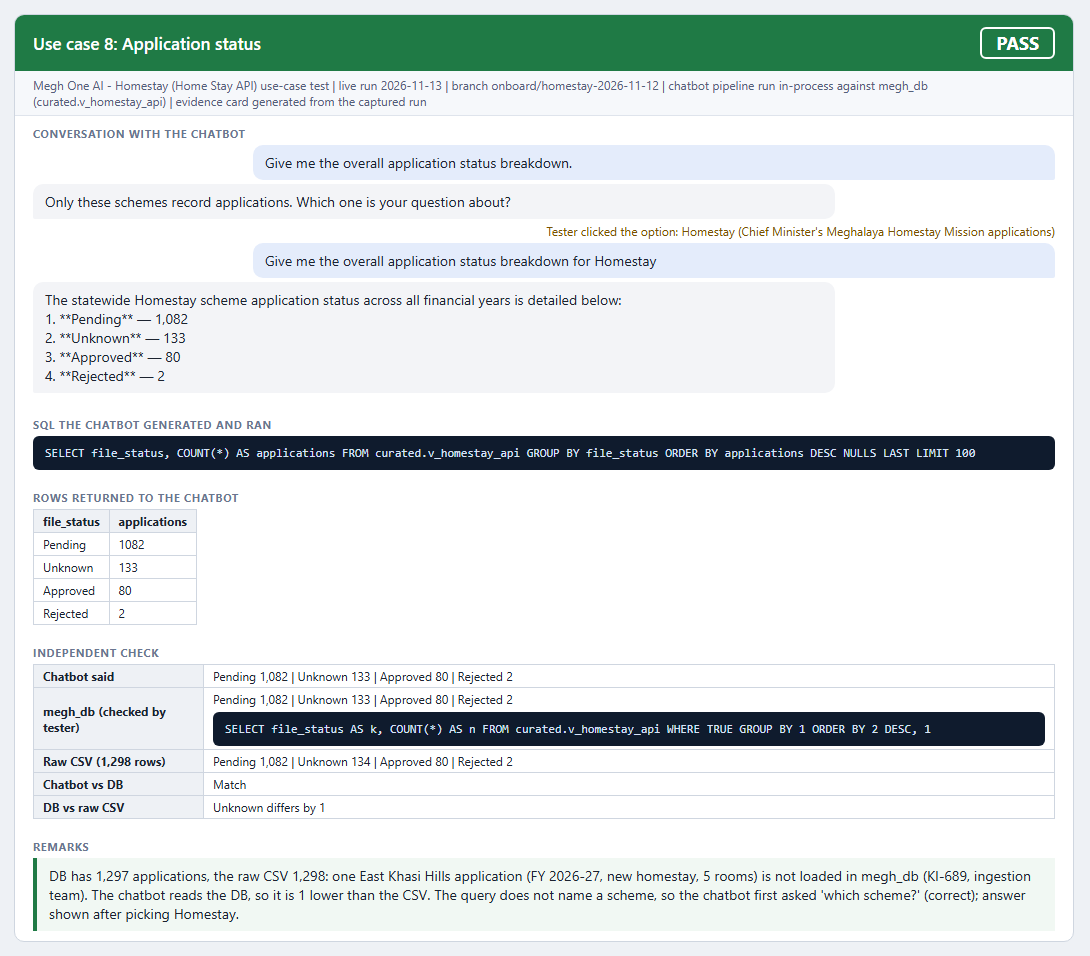 Use case 8: Application status
PASS
Megh One AI - Homestay (Home Stay API) use-case test | live run 2026-11-13 | branch onboard/homestay-2026-11-12 | chatbot pipeline run in-process against megh_db
(curated.v_homestay_api) | evidence card generated from the captured run
CONVERSATION WITH THE CHATBOT
Give me the overall application status breakdown.
Only these schemes record applications. Which one is your question about?
Tester clicked the option: Homestay (Chief Minister's Meghalaya Homestay Mission applications)
Give me the overall application status breakdown for Homestay
The statewide Homestay scheme application status across all financial years is detailed below:
1. **Pending** — 1,082
2. **Unknown** — 133
3. **Approved** — 80
4. **Rejected** — 2
SQL THE CHATBOT GENERATED AND RAN
SELECT file_status, COUNT(*) AS applications FROM curated.v_homestay_api GROUP BY file_status ORDER BY applications DESC NULLS LAST LIMIT 100
ROWS RETURNED TO THE CHATBOT
file_status applications
Pending 1082
Unknown 133
Approved 80
Rejected 2
INDEPENDENT CHECK
Chatbot said Pending 1,082 | Unknown 133 | Approved 80 | Rejected 2
megh_db (checked by tester) Pending 1,082 | Unknown 133 | Approved 80 | Rejected 2
SELECT file_status AS k, COUNT(*) AS n FROM curated.v_homestay_api WHERE TRUE GROUP BY 1 ORDER BY 2 DESC, 1
Raw CSV (1,298 rows) Pending 1,082 | Unknown 134 | Approved 80 | Rejected 2
Chatbot vs DB Match
DB vs raw CSV Unknown differs by 1
REMARKS
DB has 1,297 applications, the raw CSV 1,298: one East Khasi Hills application (FY 2026-27, new homestay, 5 rooms) is not loaded in megh_db (KI-689, ingestion
team). The chatbot reads the DB, so it is 1 lower than the CSV. The query does not name a scheme, so the chatbot first asked 'which scheme?' (correct); answer
shown after picking Homestay.